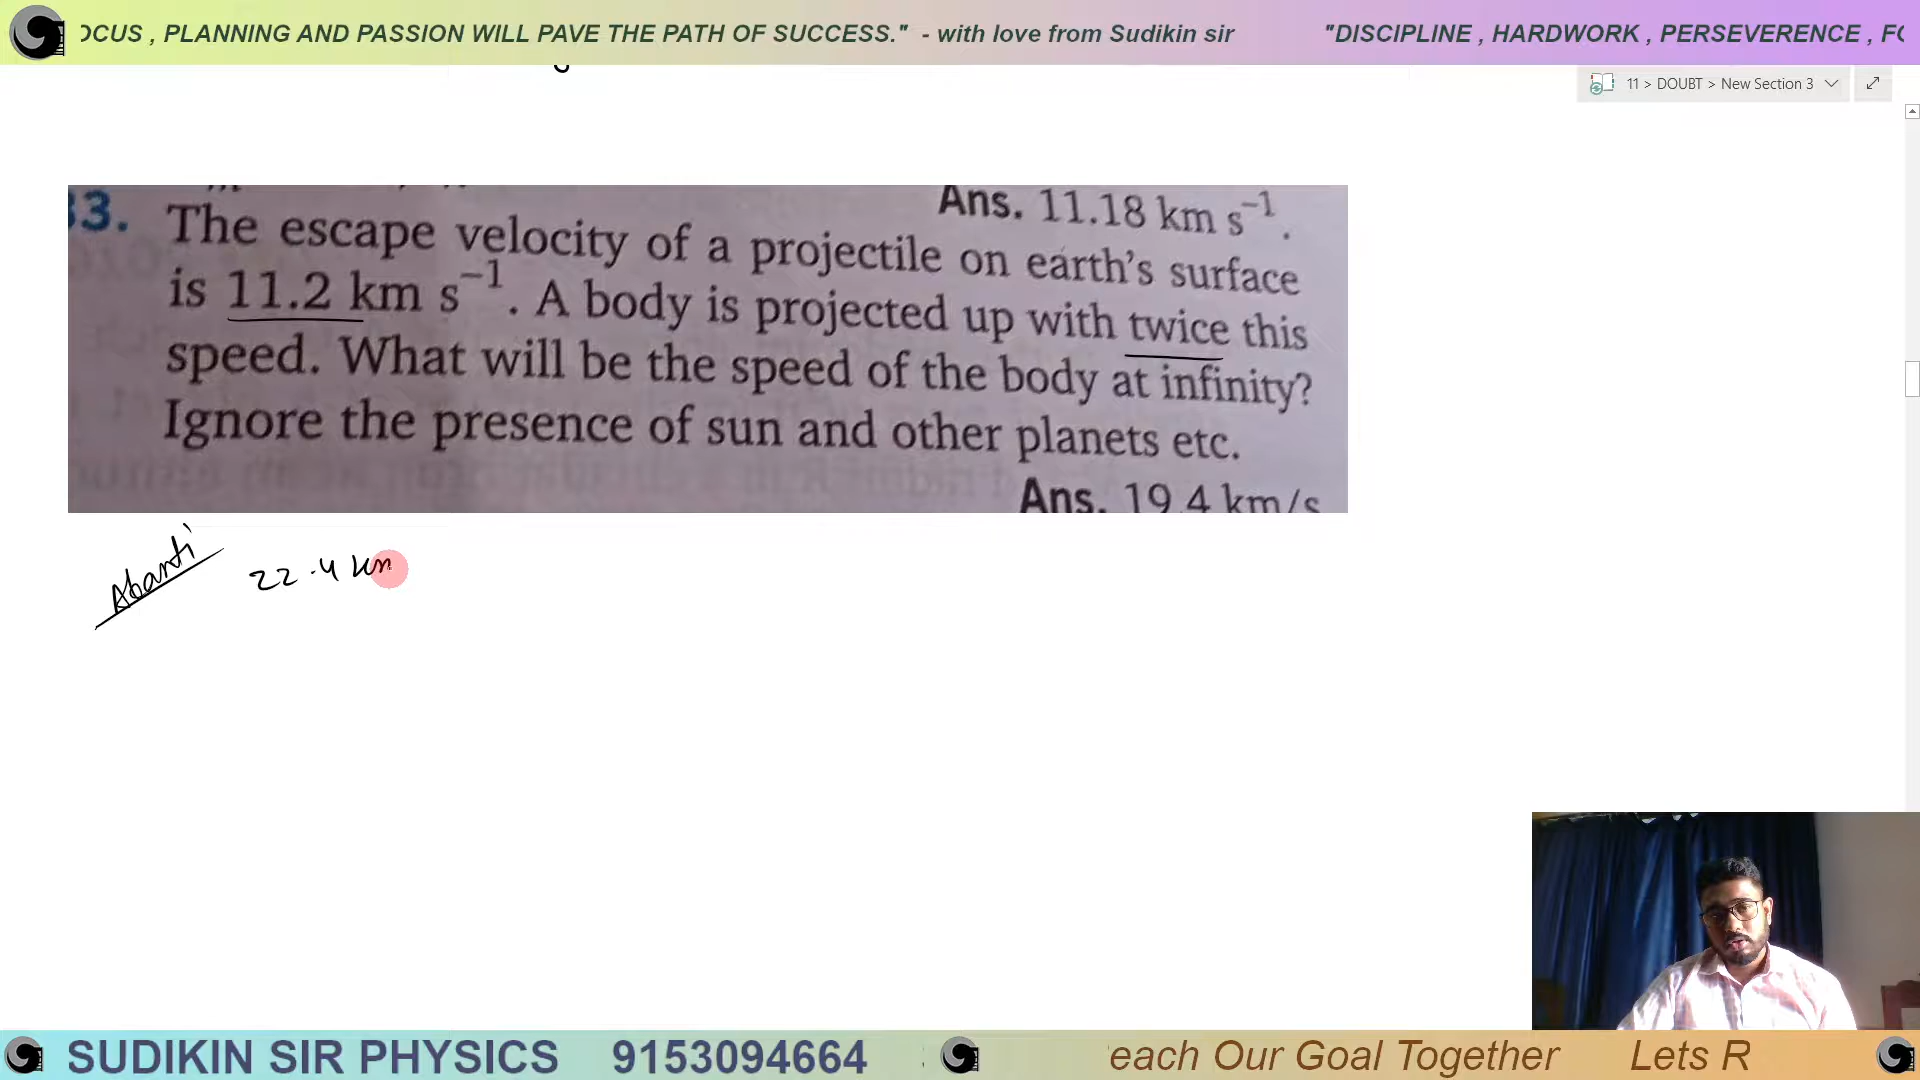 OCUS , PLANNING AND PASSION WILL PAVE THE PATH OF SUCCESS." - with love from Sudikin sir "DISCIPLINE , HARDWORK , PERSEVERENCE , FO
11 > DOUBT > New Section 3
Ans. 11.18 km s⁻¹.
33. The escape velocity of a projectile on earth's surface
is 11.2 km s⁻¹. A body is projected up with twice this
speed. What will be the speed of the body at infinity?
Ignore the presence of sun and other planets etc.
Ans. 19.4 km/s
Abanti 22.4 km
SUDIKIN SIR PHYSICS 9153094664 each Our Goal Together Lets R